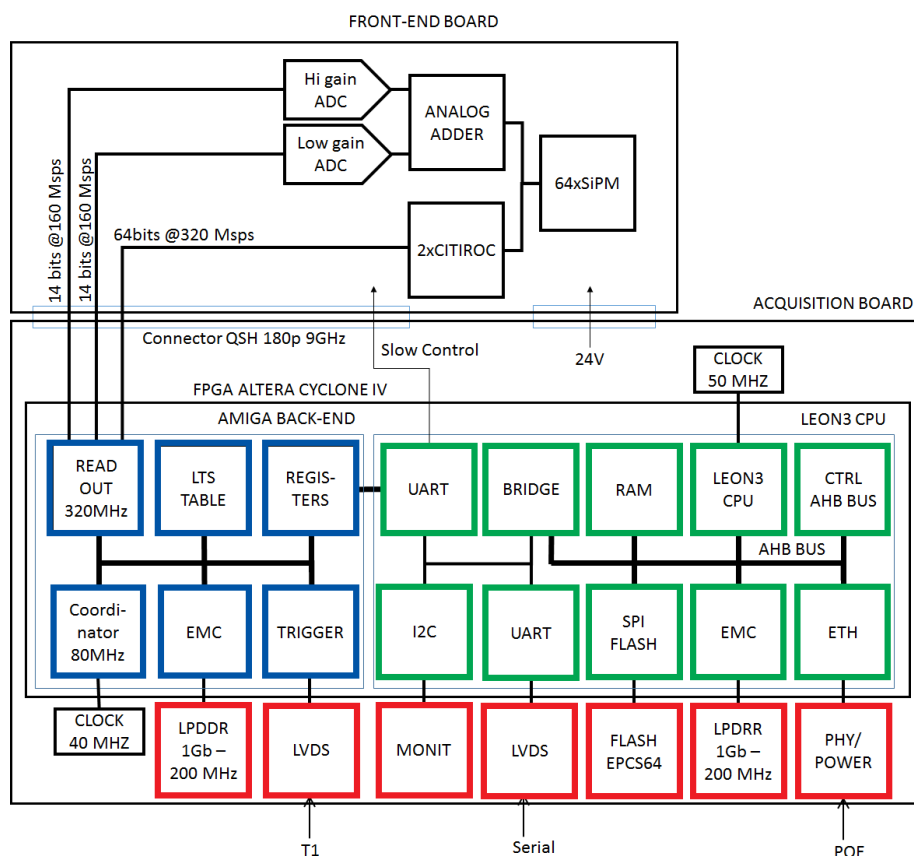 FRONT-END BOARD
Hi gain
ADC
ANALOG
ADDER
Low gain
ADC
64xSiPM
14 bits @160 Msps
14 bits @160 Msps
64bits @320 Msps
2xCITIROC
ACQUISITION BOARD
Connector QSH 180p 9GHz
Slow Control
24V
CLOCK
50 MHZ
FPGA ALTERA CYCLONE IV
AMIGA BACK-END
LEON3 CPU
READ
OUT
320MHz
LTS
TABLE
REGIS-
TERS
UART
BRIDGE
RAM
LEON3
CPU
CTRL
AHB BUS
AHB BUS
Coordi-
nator
80MHz
EMC
TRIGGER
I2C
UART
SPI
FLASH
EMC
ETH
CLOCK
40 MHZ
LPDDR
1Gb –
200 MHz
LVDS
MONIT
LVDS
FLASH
EPCS64
LPDRR
1Gb –
200 MHz
PHY/
POWER
T1
Serial
POE